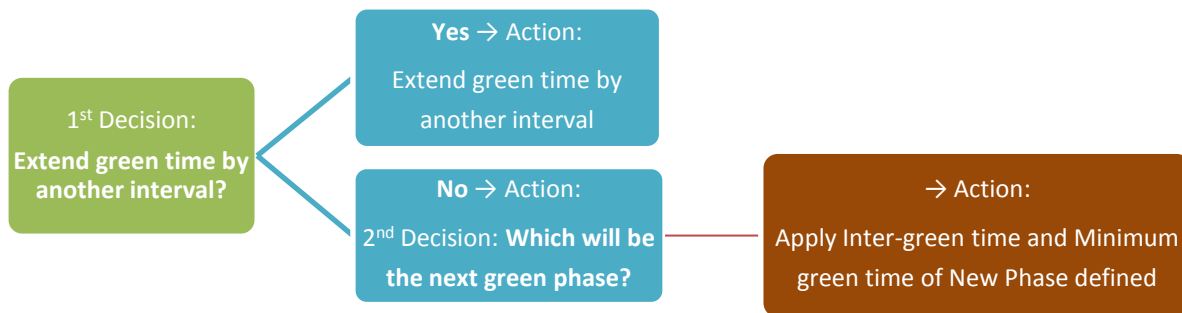 1st Decision:
Extend green time by
another interval?
Yes → Action:
Extend green time by
another interval
No → Action:
2nd Decision: Which will be
the next green phase?
→ Action:
Apply Inter-green time and Minimum
green time of New Phase defined